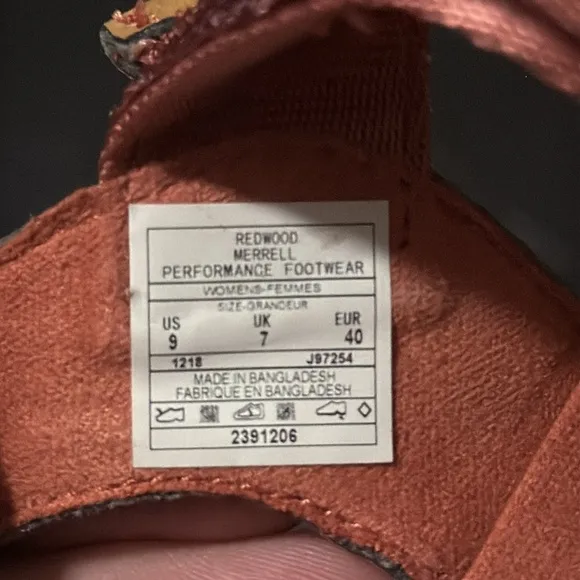 REDWOOD
MERRELL
PERFORMANCE FOOTWEAR
WOMENS-FEMMES
SIZE-GRANDEUR
US UK EUR
9 7 40
1218 J97254
MADE IN BANGLADESH
FABRIQUE EN BANGLADESH
2391206